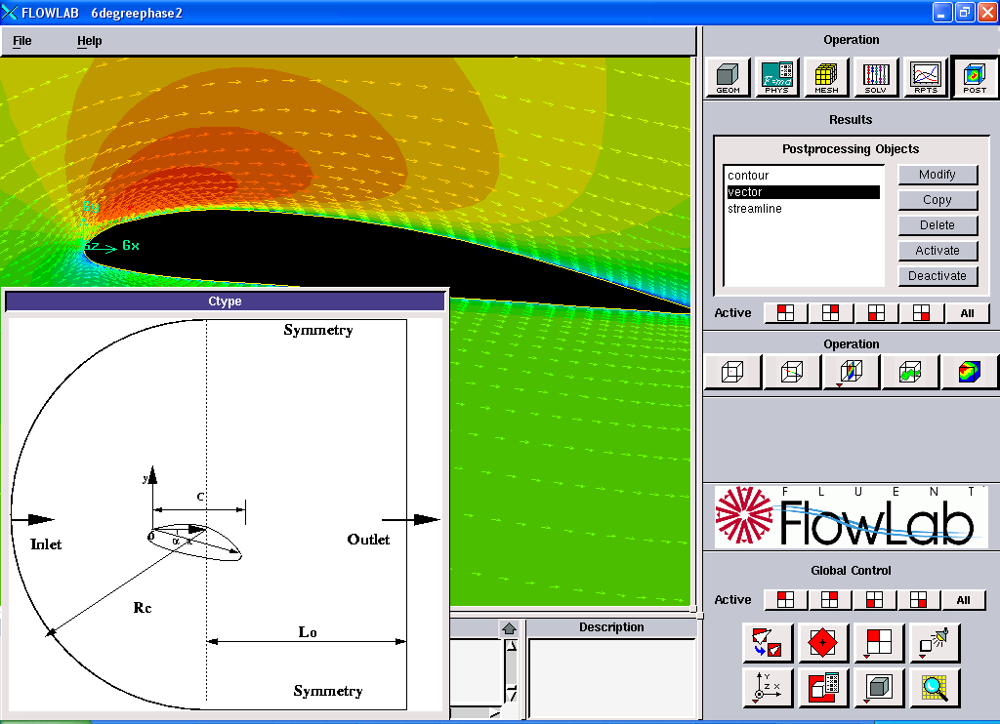 FLOWLAB 6degreephase2
File Help
Operation
GEOM PHYS MESH SOLV RPTS POST
F=ma
Results
Postprocessing Objects
contour
vector
streamline
Modify
Copy
Delete
Activate
Deactivate
Active All
Operation
Gy
Gz Gx
Ctype
Symmetry
y
C
o α x
Inlet
Outlet
Rc
Lo
Symmetry
Description
FLUENT
FlowLab
Global Control
Active All
Y
Z X